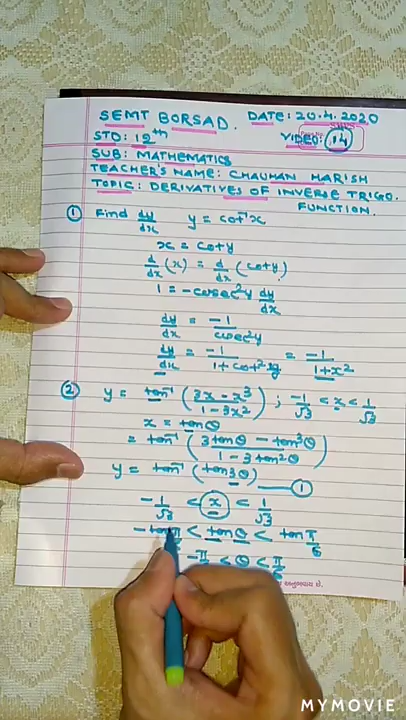 SEMT BORSAD. DATE: 20.4.2020
STD: 12th VIDEO: 14
SUB: MATHEMATICS
TEACHER'S NAME: CHAUHAN HARISH
TOPIC: DERIVATIVES OF INVERSE TRIGO. FUNCTION.
① Find dy/dx y = cot⁻¹x
x = coty
d/dx (x) = d/dx (coty)
1 = -cosec²y dy/dx
dy/dx = -1/cosec²y
dy/dx = -1/1+cot²y = -1/1+x²
② y = tan⁻¹ (3x-x³/1-3x²) ; -1/√3 < x < 1/√3
x = tanθ
= tan⁻¹ (3tanθ - tan³θ/1-3tan²θ)
y = tan⁻¹ (tan3θ) — ①
-1/√3 < x < 1/√3
-tan < tanθ < tan π/6
< θ < π/6
MYMOVIE